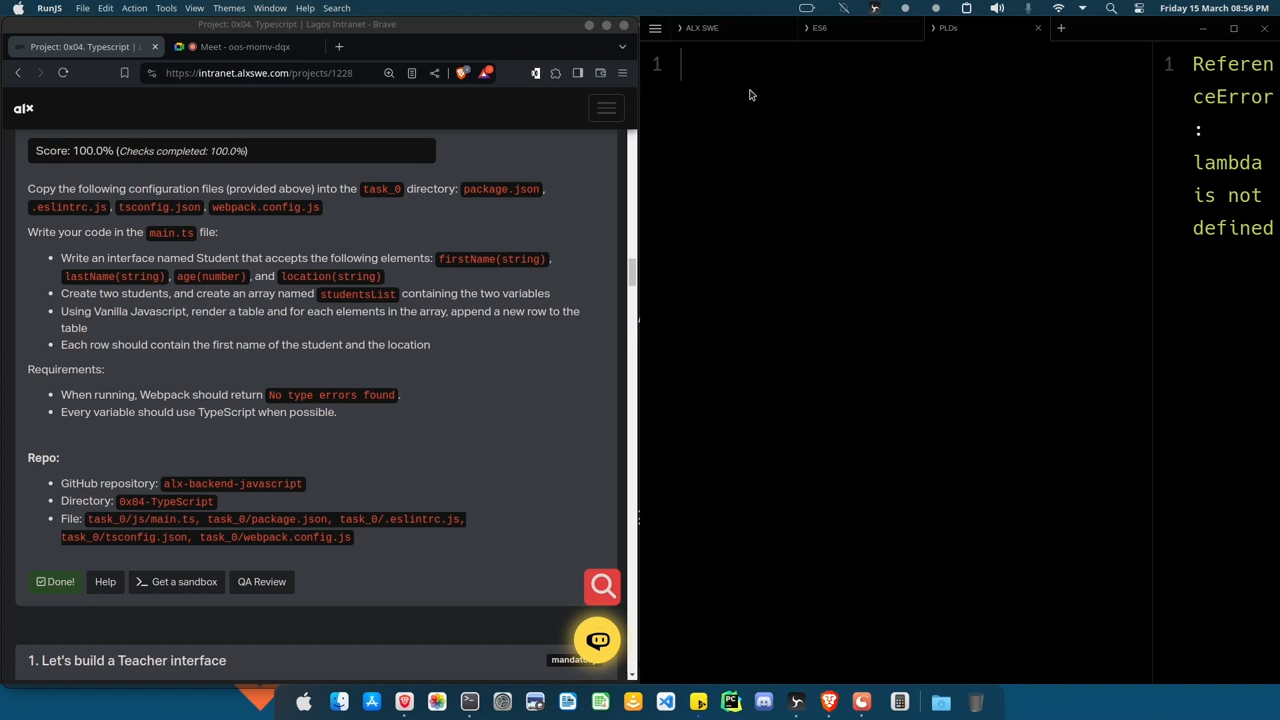 RunJS File Edit Action Tools View Themes Window Help Search Friday 15 March 08:56 PM
Project: 0x04. Typescript | Lagos Intranet - Brave
Project: 0x04. Typescript | L
Meet - oos-momv-dqx
https://intranet.alxswe.com/projects/1228
alx
Score: 100.0% (Checks completed: 100.0%)
Copy the following configuration files (provided above) into the task_0 directory: package.json,
.eslintrc.js, tsconfig.json, webpack.config.js
Write your code in the main.ts file:
• Write an interface named Student that accepts the following elements: firstName(string),
lastName(string), age(number), and location(string)
• Create two students, and create an array named studentsList containing the two variables
• Using Vanilla Javascript, render a table and for each elements in the array, append a new row to the
table
• Each row should contain the first name of the student and the location
Requirements:
• When running, Webpack should return No type errors found.
• Every variable should use TypeScript when possible.
Repo:
• GitHub repository: alx-backend-javascript
• Directory: 0x04-TypeScript
• File: task_0/js/main.ts, task_0/package.json, task_0/.eslintrc.js,
task_0/tsconfig.json, task_0/webpack.config.js
Done! Help Get a sandbox QA Review
1. Let's build a Teacher interface
ALX SWE
ES6
PLDs
1
1
Referen
ceError
:
lambda
is not
defined